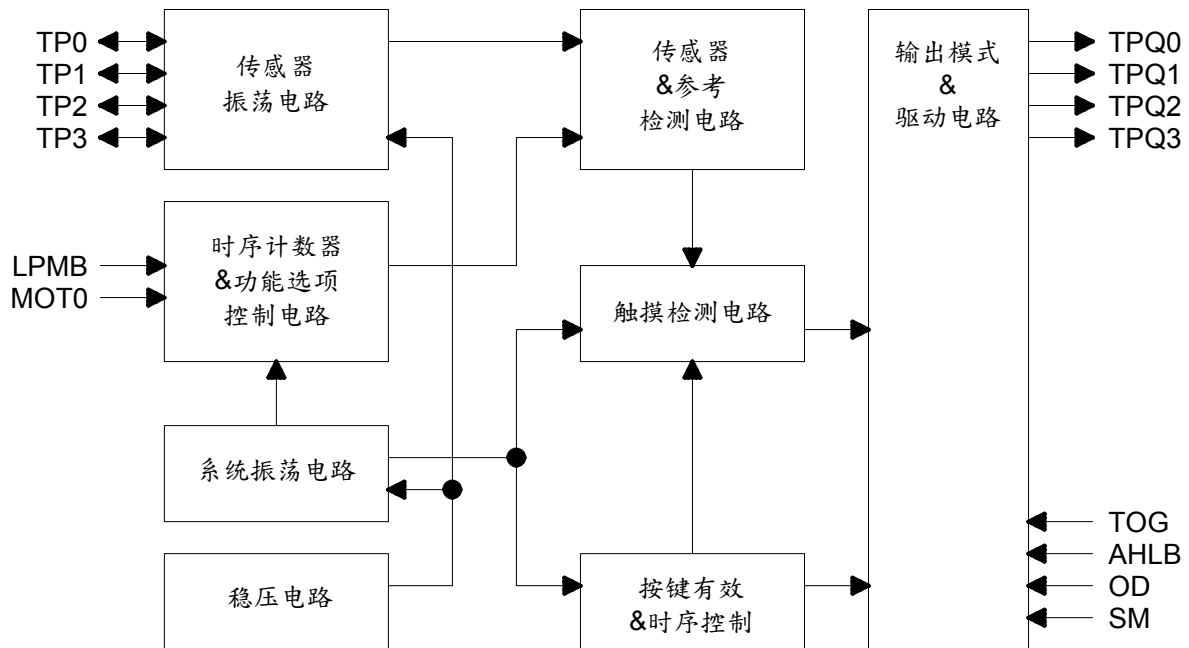 TP0
TP1
TP2
TP3
传感器
振荡电路
传感器
&参考
检测电路
输出模式
&
驱动电路
TPQ0
TPQ1
TPQ2
TPQ3
LPMB
MOT0
时序计数器
&功能选项
控制电路
触摸检测电路
系统振荡电路
稳压电路
按键有效
&时序控制
TOG
AHLB
OD
SM